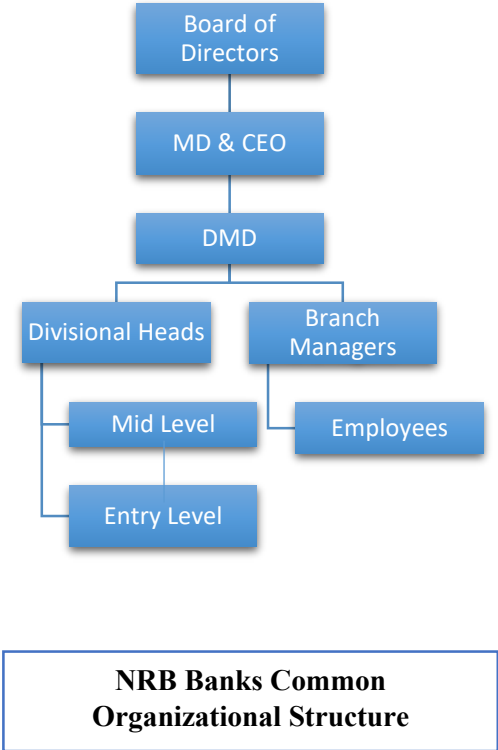 Board of
Directors
MD & CEO
DMD
Divisional Heads
Branch
Managers
Mid Level
Employees
Entry Level
NRB Banks Common
Organizational Structure